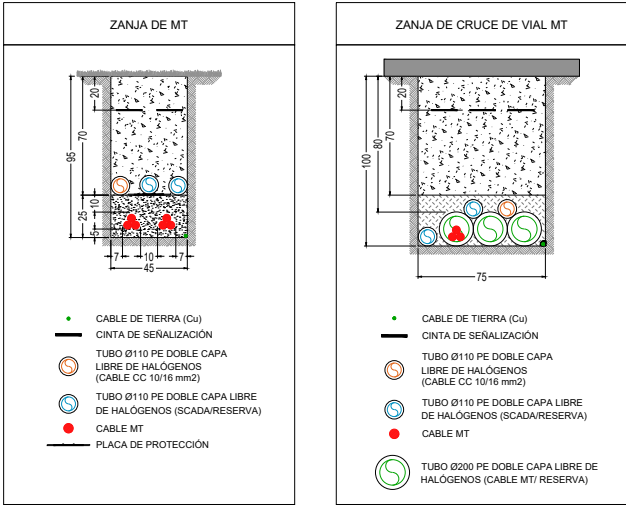 ZANJA DE MT
20
70
95
10
25
5
7
10
7
45
CABLE DE TIERRA (Cu)
CINTA DE SEÑALIZACIÓN
TUBO Ø110 PE DOBLE CAPA
LIBRE DE HALÓGENOS
(CABLE CC 10/16 mm2)
TUBO Ø110 PE DOBLE CAPA LIBRE
DE HALÓGENOS (SCADA/RESERVA)
CABLE MT
PLACA DE PROTECCIÓN
ZANJA DE CRUCE DE VIAL MT
20
70
80
100
75
CABLE DE TIERRA (Cu)
CINTA DE SEÑALIZACIÓN
TUBO Ø110 PE DOBLE CAPA
LIBRE DE HALÓGENOS
(CABLE CC 10/16 mm2)
TUBO Ø110 PE DOBLE CAPA LIBRE
DE HALÓGENOS (SCADA/RESERVA)
CABLE MT
TUBO Ø200 PE DOBLE CAPA LIBRE DE
HALÓGENOS (CABLE MT/ RESERVA)